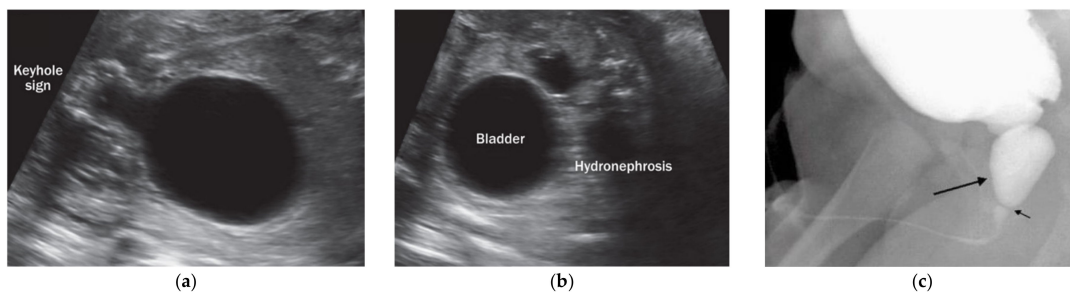 Keyhole
sign
Bladder
Hydronephrosis
(a)
(b)
(c)